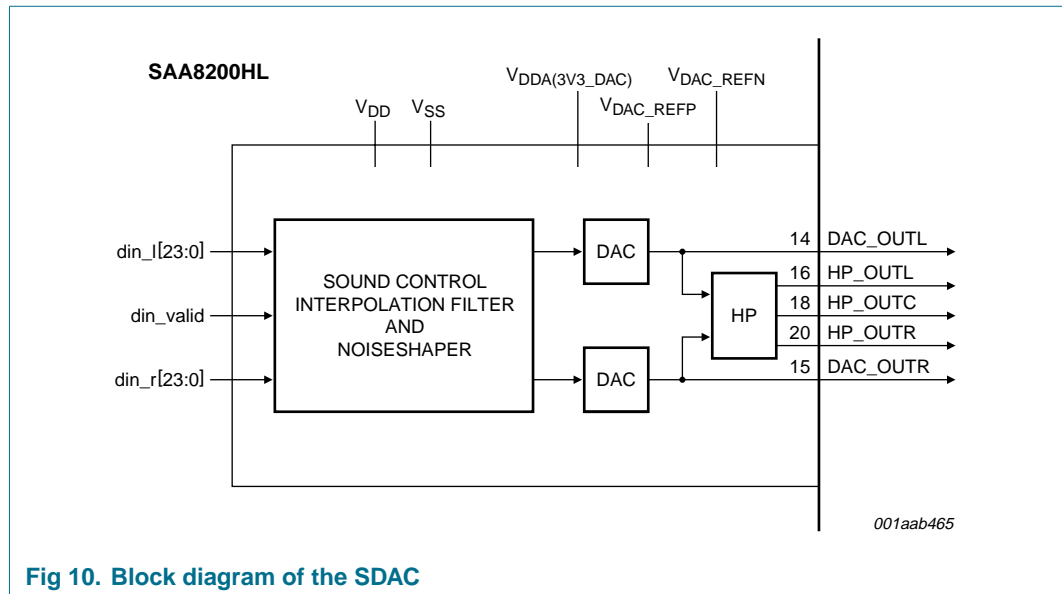 SAA8200HL
VDD
VSS
VDDA(3V3_DAC)
VDAC_REFP
VDAC_REFN
din_l[23:0]
din_valid
din_r[23:0]
SOUND CONTROL
INTERPOLATION FILTER
AND
NOISESHAPER
DAC
DAC
HP
14 DAC_OUTL
16 HP_OUTL
18 HP_OUTC
20 HP_OUTR
15 DAC_OUTR
001aab465
Fig 10. Block diagram of the SDAC